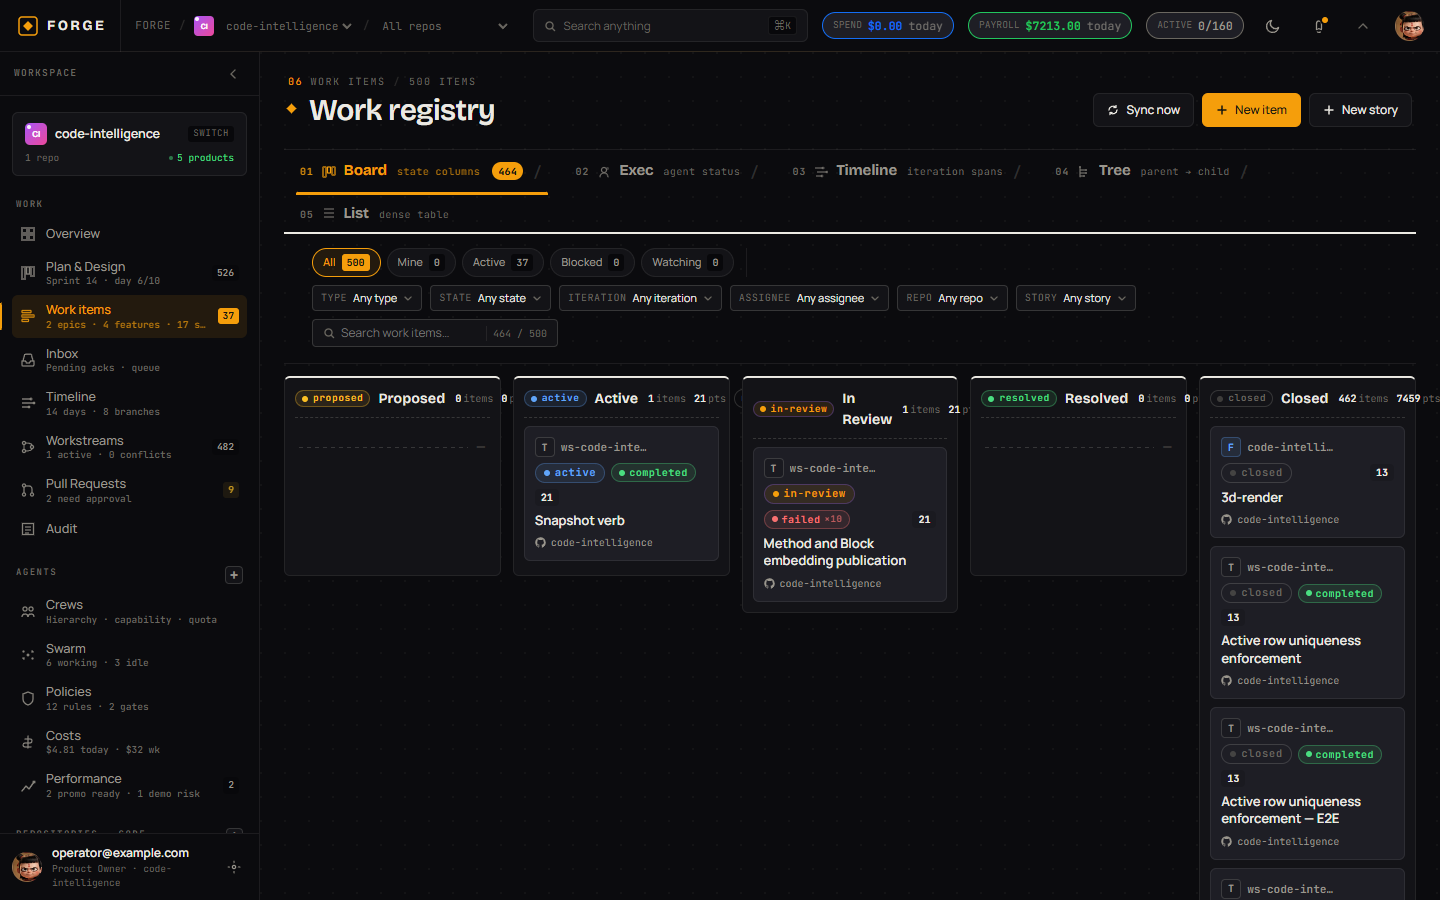 FORGE
FORGE / CI code-intelligence / All repos
Search anything ⌘K
SPEND $0.00 today
PAYROLL $7213.00 today
ACTIVE 0/160
WORKSPACE
CI code-intelligence SWITCH
1 repo 5 products
WORK
Overview
Plan & Design 526
Sprint 14 · day 6/10
Work items 37
2 epics · 4 features · 17 s…
Inbox
Pending acks · queue
Timeline
14 days · 8 branches
Workstreams 482
1 active · 0 conflicts
Pull Requests 9
2 need approval
Audit
AGENTS +
Crews
Hierarchy · capability · quota
Swarm
6 working · 3 idle
Policies
12 rules · 2 gates
Costs
$4.81 today · $32 wk
Performance 2
2 promo ready · 1 demo risk
operator@example.com
Product Owner · code-
intelligence
06 WORK ITEMS / 500 ITEMS
Work registry
Sync now
+ New item
+ New story
01 Board state columns 464 /
02 Exec agent status /
03 Timeline iteration spans /
04 Tree parent → child /
05 List dense table
All 500 Mine 0 Active 37 Blocked 0 Watching 0
TYPE Any type STATE Any state ITERATION Any iteration ASSIGNEE Any assignee REPO Any repo STORY Any story
Search work items… 464 / 500
proposed Proposed 0 items 0 p
—
active Active 1 items 21 pts
T ws-code-inte…
active completed
21
Snapshot verb
code-intelligence
in-review In
Review 1 items 21 p
T ws-code-inte…
in-review
failed ×10 21
Method and Block
embedding publication
code-intelligence
resolved Resolved 0 items 0 p
—
closed Closed 462 items 7459 pts
F code-intelli…
closed 13
3d-render
code-intelligence
T ws-code-inte…
closed completed
13
Active row uniqueness
enforcement
code-intelligence
T ws-code-inte…
closed completed
13
Active row uniqueness
enforcement — E2E
code-intelligence
T ws-code-inte…